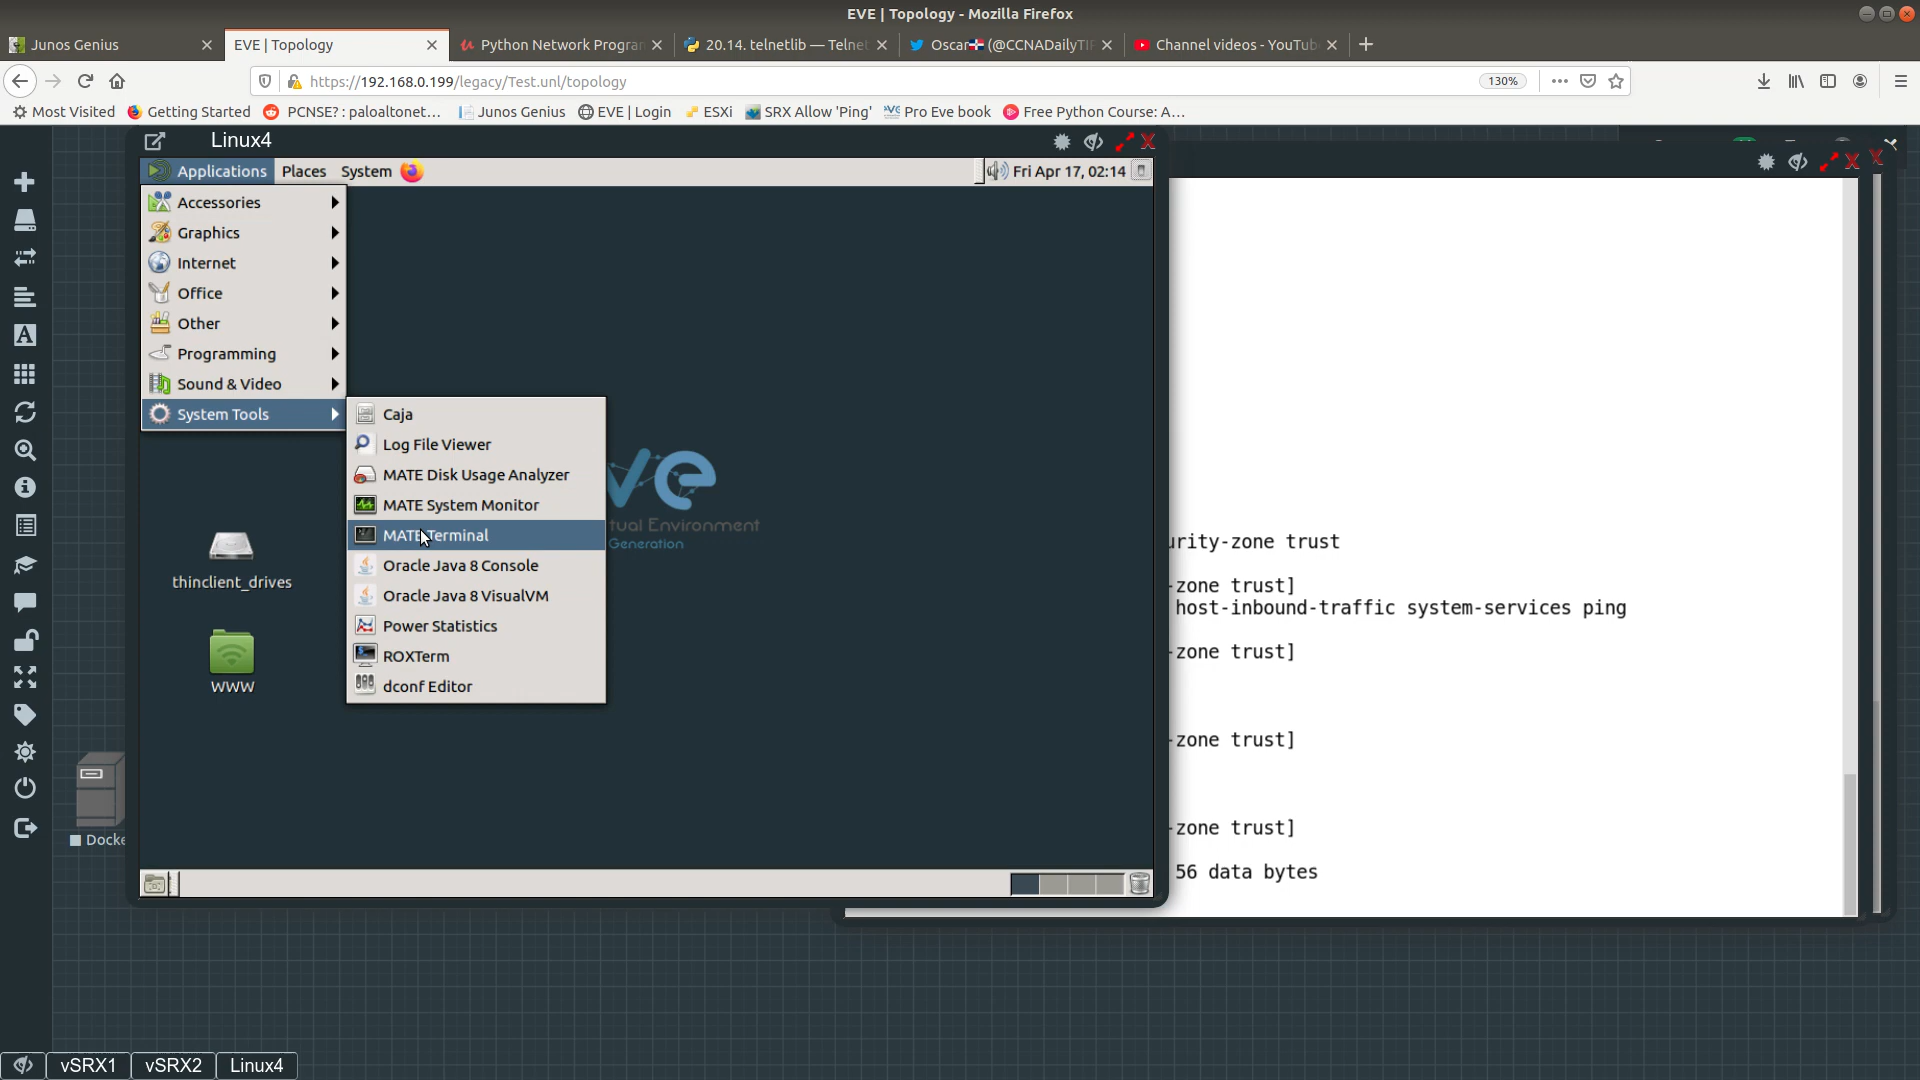 EVE | Topology - Mozilla Firefox
Junos Genius
EVE | Topology
Python Network Progra
20.14. telnetlib — Telne
Oscar (@CCNADailyTI
Channel videos - YouTub
https://192.168.0.199/legacy/Test.unl/topology
130%
Most Visited
Getting Started
PCNSE? : paloaltonet...
Junos Genius
EVE | Login
ESXi
SRX Allow 'Ping'
Pro Eve book
Free Python Course: A...
Linux4
Applications
Places
System
Fri Apr 17, 02:14
Accessories
Graphics
Internet
Office
Other
Programming
Sound & Video
System Tools
Caja
Log File Viewer
MATE Disk Usage Analyzer
MATE System Monitor
MATE Terminal
Oracle Java 8 Console
Oracle Java 8 VisualVM
Power Statistics
ROXTerm
dconf Editor
ve
tual Environment
Generation
thinclient_drives
WWW
Docke
urity-zone trust
-zone trust]
host-inbound-traffic system-services ping
-zone trust]
-zone trust]
-zone trust]
56 data bytes
vSRX1
vSRX2
Linux4